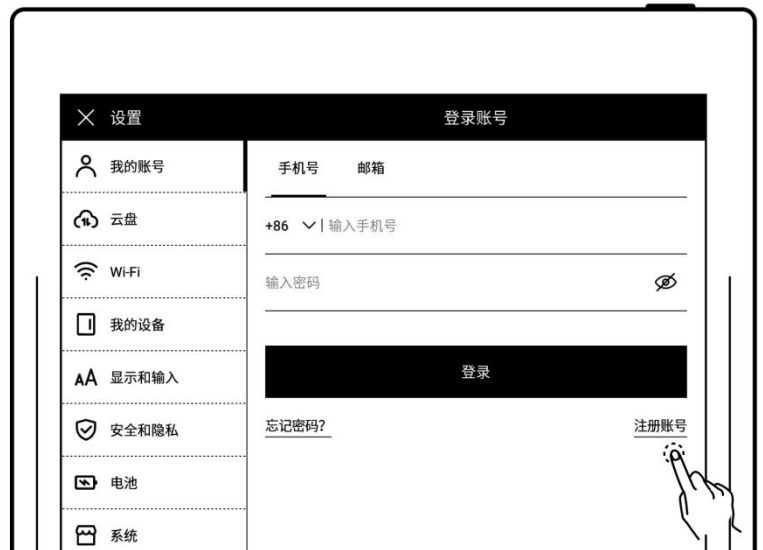 设置
登录账号
我的账号
云盘
Wi-Fi
我的设备
显示和输入
安全和隐私
电池
系统
手机号 邮箱
+86 输入手机号
输入密码
登录
忘记密码?
注册账号